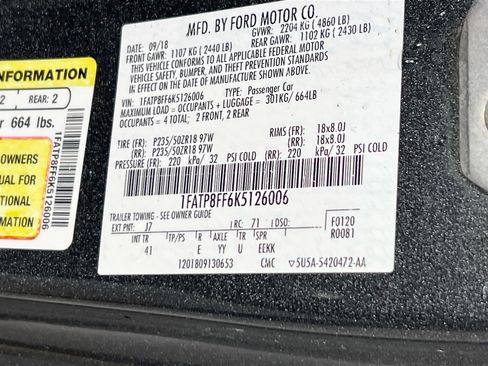 MFD. BY FORD MOTOR CO.
DATE: 09/18 GVWR: 2204 KG ( 4860 LB)
FRONT GAWR: 1107 KG ( 2440 LB) REAR GAWR: 1102 KG ( 2430 LB)
THIS VEHICLE CONFORMS TO ALL APPLICABLE FEDERAL MOTOR
VEHICLE SAFETY, BUMPER, AND THEFT PREVENTION STANDARDS
IN EFFECT ON THE DATE OF MANUFACTURE SHOWN ABOVE.
VIN: 1FATP8FF6K5126006 TYPE: Passenger Car
MAXIMUM LOAD= OCCUPANTS + LUGGAGE = 301KG/ 664LB
OCCUPANTS = 4 TOTAL; 2 FRONT, 2 REAR
TIRE (FR): P235/50ZR18 97W RIMS (FR): 18x8.0J
(RR): P235/50ZR18 97W (RR): 18x8.0J
PRESSURE (FR): 220 kPa/ 32 PSI COLD (RR): 220 kPa/ 32 PSI COLD
1FATP8FF6K5126006
TRAILER TOWING - SEE OWNER GUIDE
EXT PNT: J7 RC: 71 DSO: F0120
INT TR TP/PS R AXLE TR SPR R0081
41 E YY U EEKK
1201809130653 CMC 5U5A-5420472-AA
INFORMATION
2 REAR: 2
r 664 lbs.
OWNERS
UAL FOR
TIONAL
ATION
1FATP8FF6K5126006